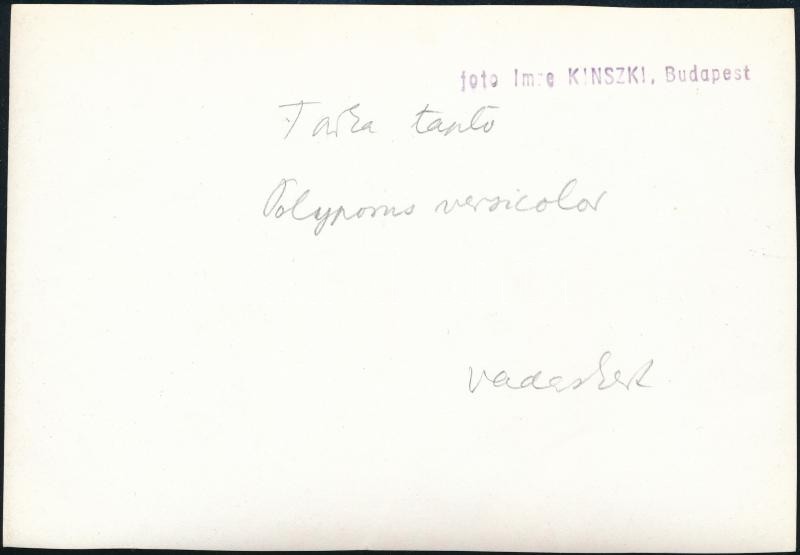 foto Imre KINSZKI, Budapest
Tarka tapló
Polyporus versicolor
Vadaskert